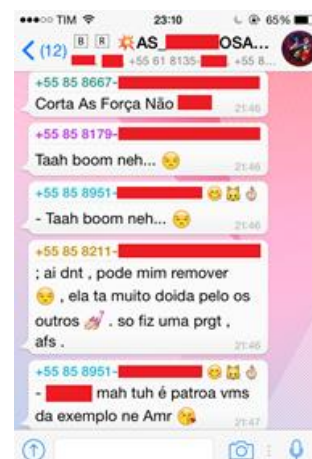 TIM 23:10 65%
(12) 🅱 🆁 💥AS_ OSA...
+55 61 8135- +55 8...
+55 85 8667-
Corta As Força Não
21:46
+55 85 8179-
Taah boom neh... 😒
21:46
+55 85 8951- 😄🐱👌
- Taah boom neh... 😒
21:46
+55 85 8211-
; ai dnt , pode mim remover
😒 , ela ta muito doida pelo os
outros 💅 . so fiz uma prgt ,
afs .
21:46
+55 85 8951- 😄🐱👌
- mah tuh é patroa vms
da exemplo ne Amr 😘
21:47